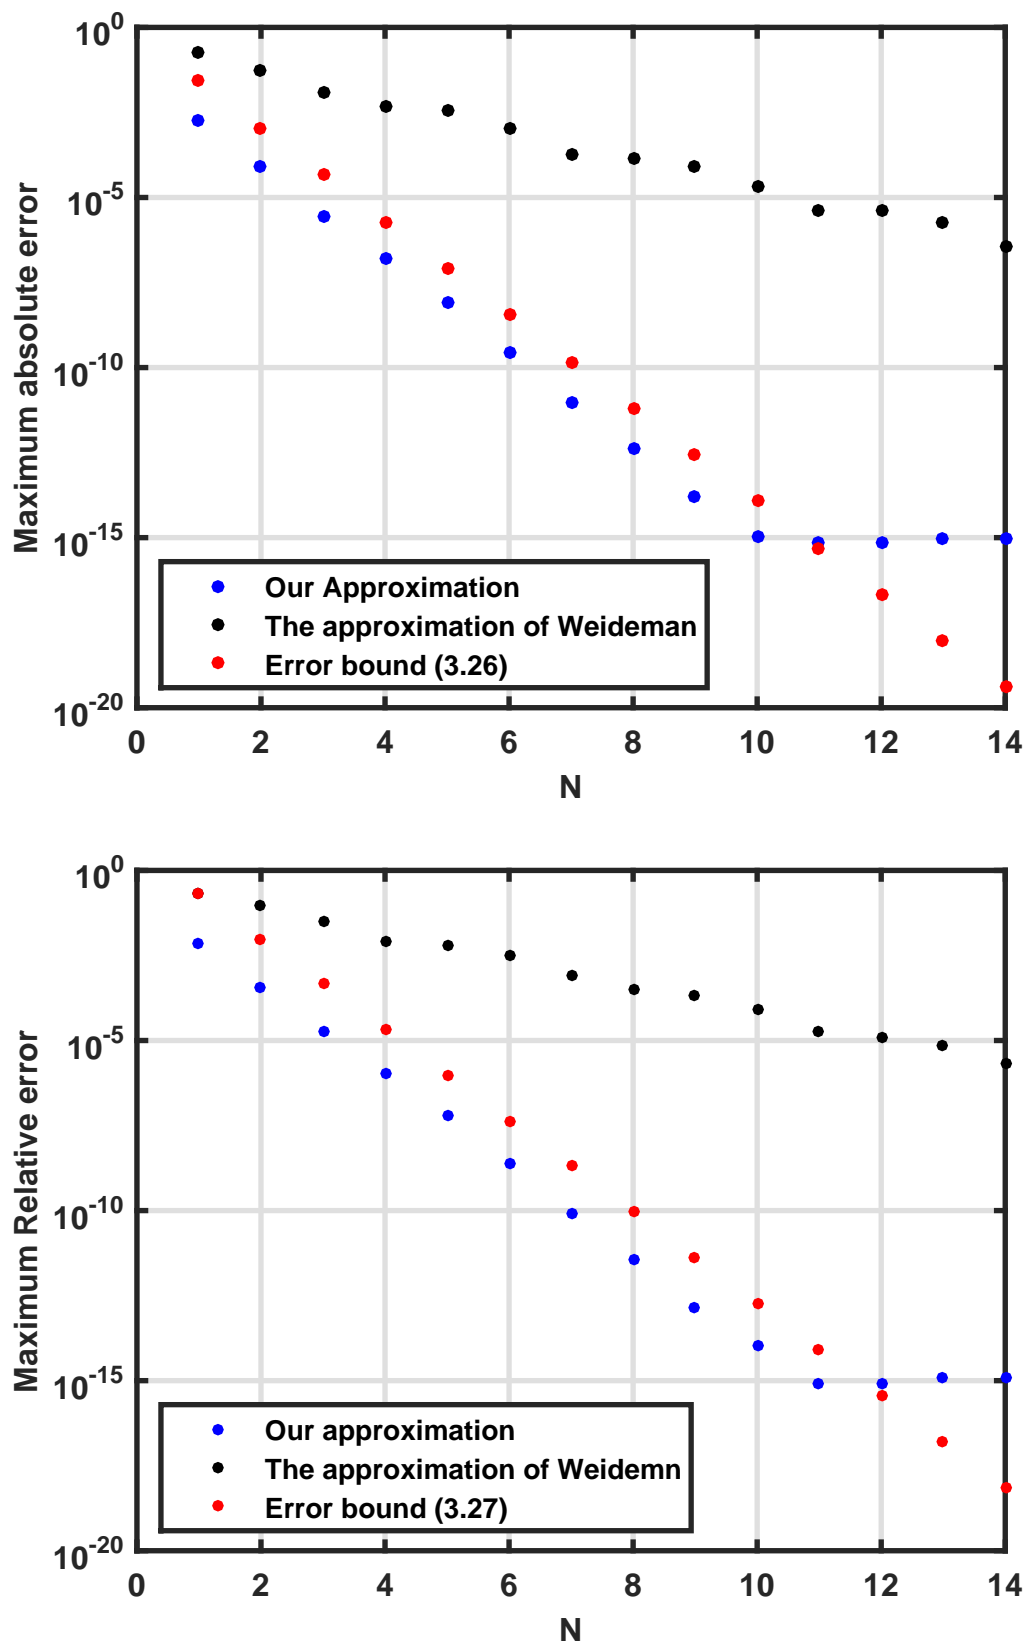 10^0
10^-5
10^-10
10^-15
10^-20
Maximum absolute error
Our Approximation
The approximation of Weideman
Error bound (3.26)
0 2 4 6 8 10 12 14
N
10^0
10^-5
10^-10
10^-15
10^-20
Maximum Relative error
Our approximation
The approximation of Weidemn
Error bound (3.27)
0 2 4 6 8 10 12 14
N